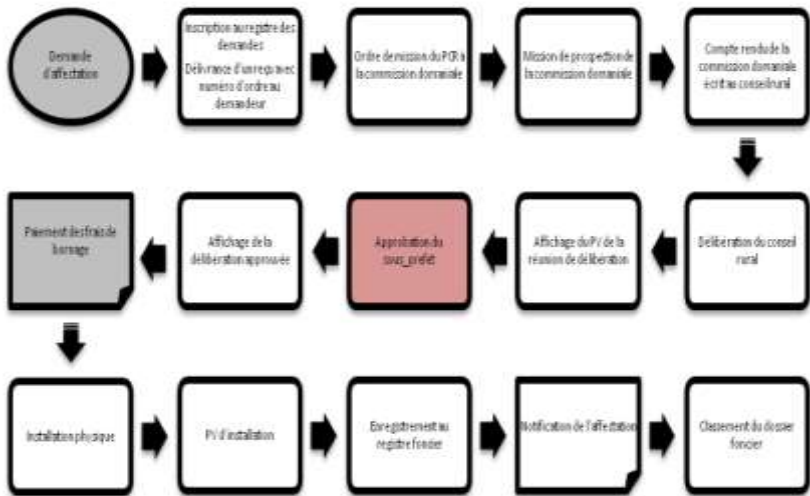 Demande
d'affectation
Inscription au registre des
demandes
Délivrance d'un reçu avec
numéro d'ordre au
demandeur
Ordre de mission du PCR à
la commission domaniale
Mission de prospection de
la commission domaniale
Compte rendu de la
commission domaniale
écrit au conseil rural
Délibération du conseil
rural
Affichage du PV de la
réunion de délibération
Approbation du
sous_préfet
Affichage de la
délibération approuvée
Paiement des frais de
bornage
Installation physique
PV d'installation
Enregistrement au
registre foncier
Notification de l'affectation
Classement du dossier
foncier